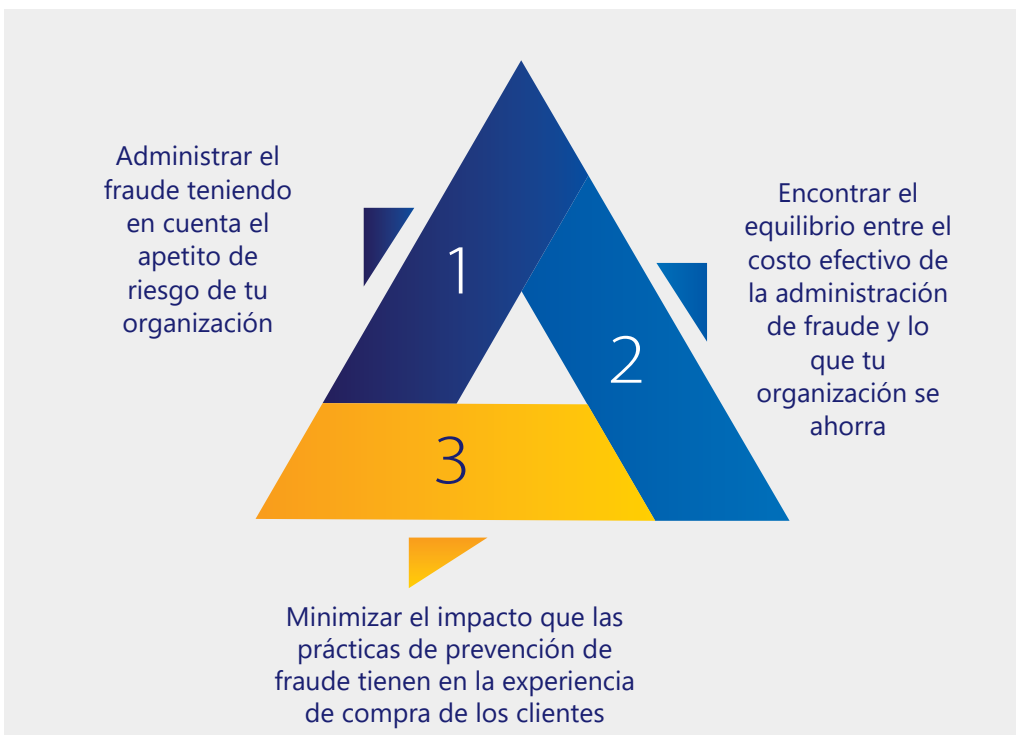 Administrar el
fraude teniendo
en cuenta el
apetito de
riesgo de tu
organización
1
Encontrar el
equilibrio entre el
costo efectivo de
la administración
de fraude y lo
que tu
organización se
ahorra
2
3
Minimizar el impacto que las
prácticas de prevención de
fraude tienen en la experiencia
de compra de los clientes